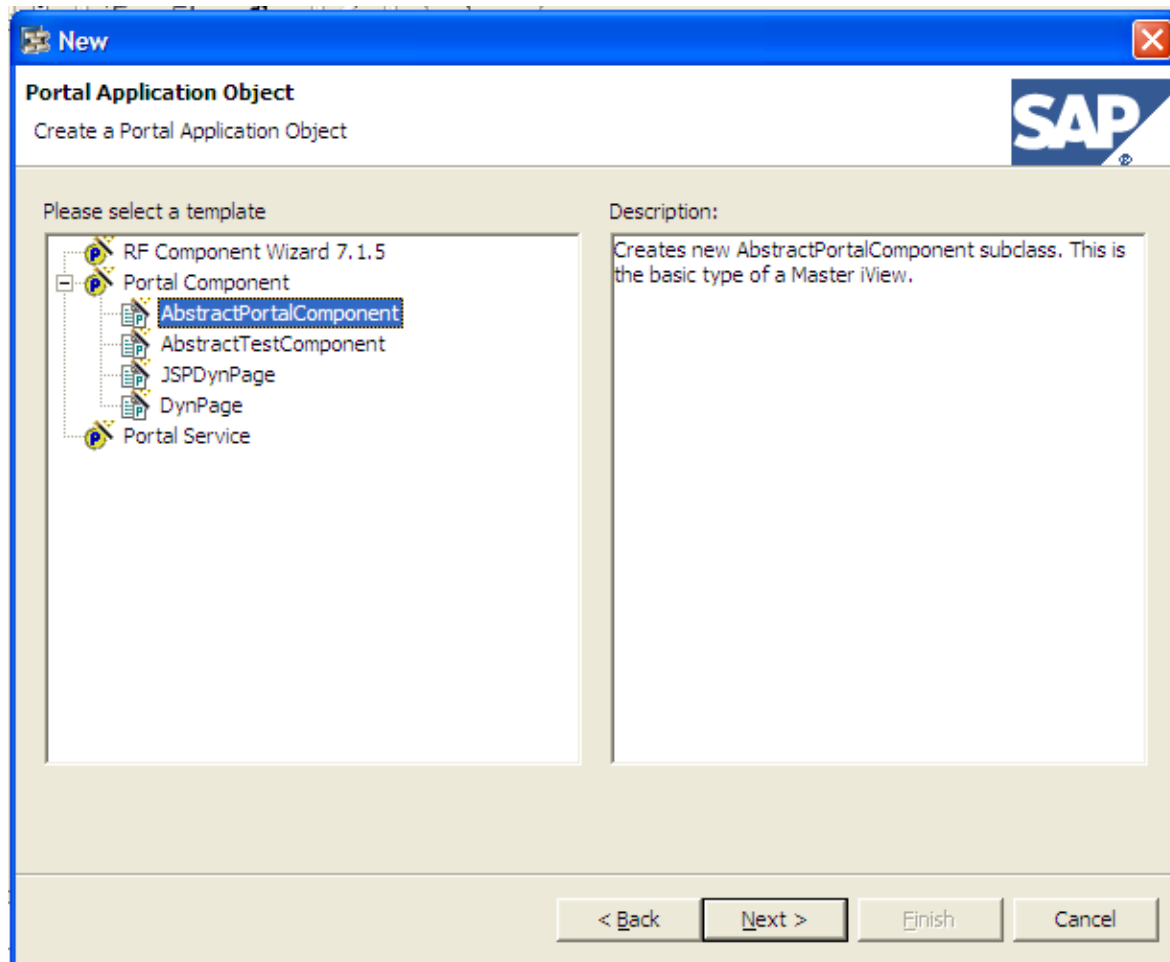 New
Portal Application Object
Create a Portal Application Object
SAP
®
Please select a template
Description:
RF Component Wizard 7.1.5
Portal Component
AbstractPortalComponent
AbstractTestComponent
JSPDynPage
DynPage
Portal Service
Creates new AbstractPortalComponent subclass. This is
the basic type of a Master iView.
< Back
Next >
Finish
Cancel